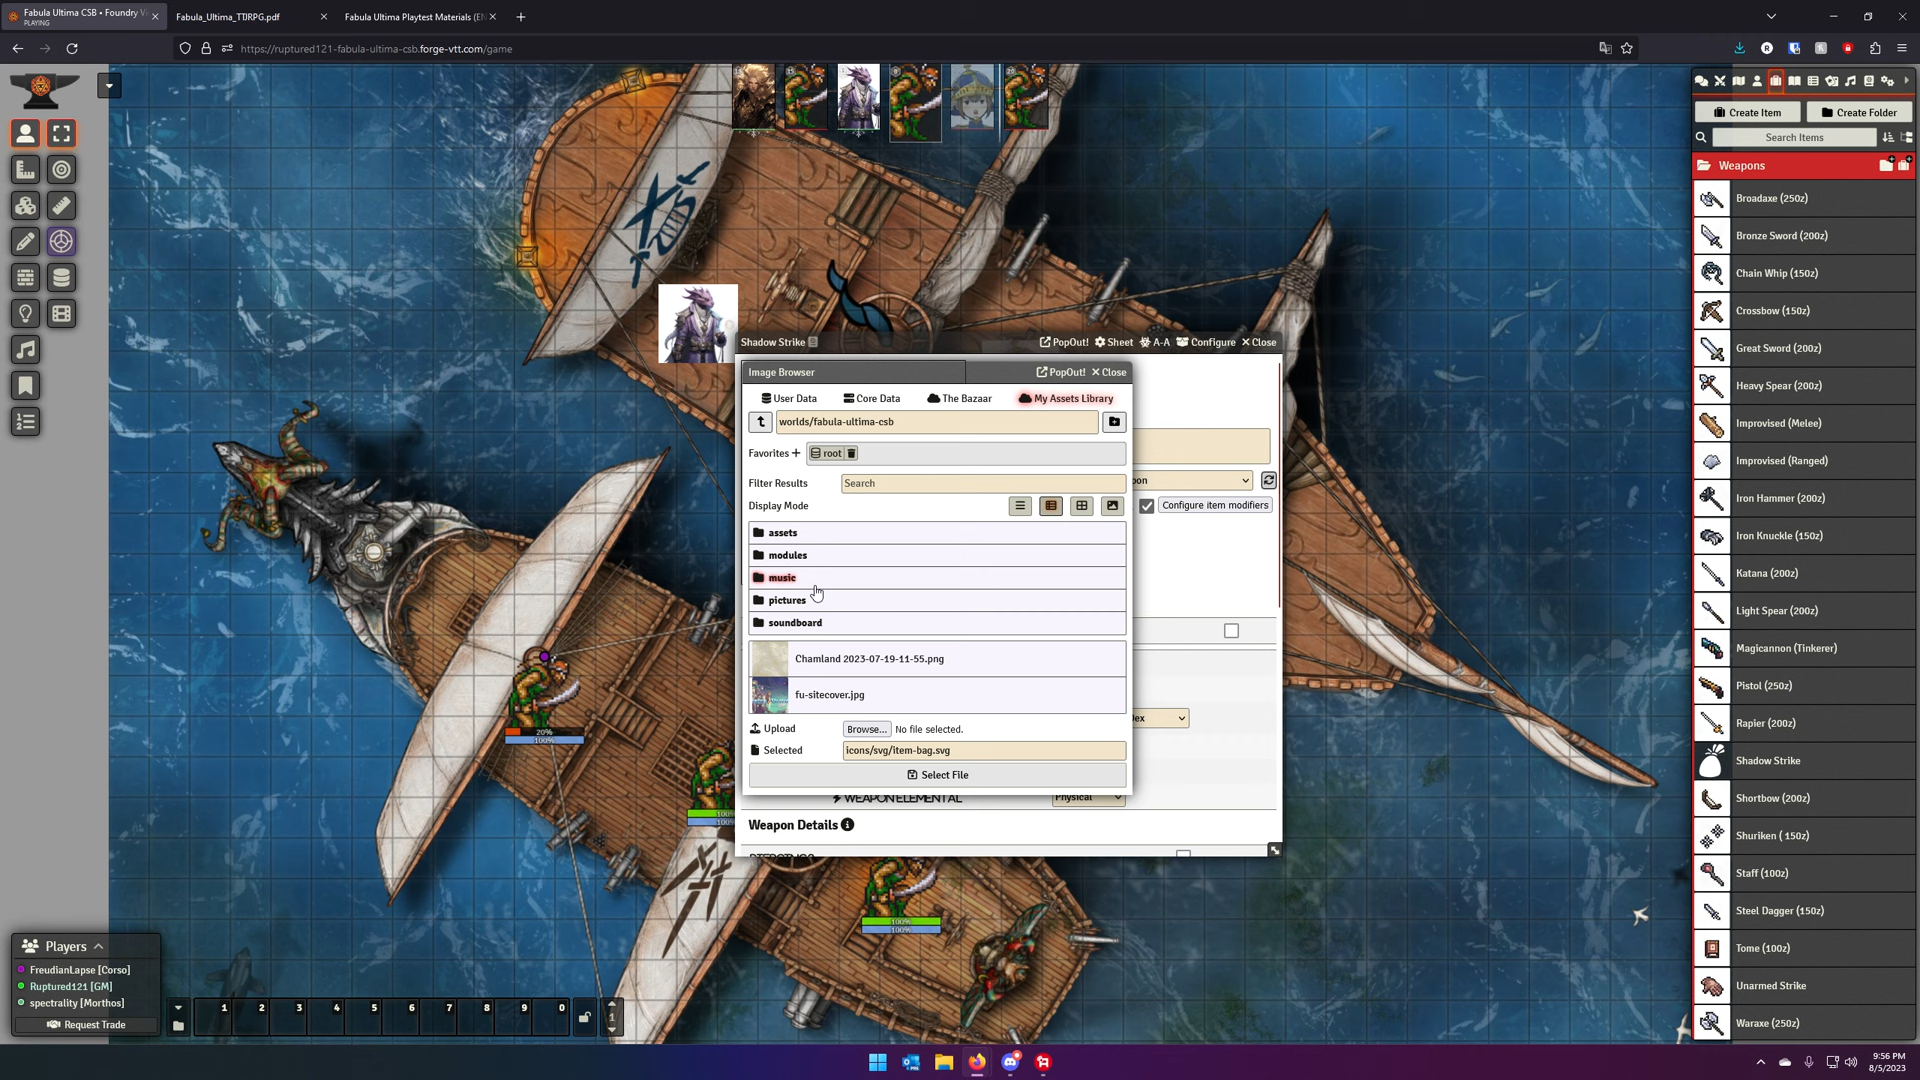 Fabula Ultima CSB • Foundry Vi
PLAYING
Fabula_Ultima_TTJRPG.pdf
Fabula Ultima Playtest Materials (EN
https://ruptured121-fabula-ultima-csb.forge-vtt.com/game
Create Item
Create Folder
Search Items
Weapons
Broadaxe (250z)
Bronze Sword (200z)
Chain Whip (150z)
Crossbow (150z)
Great Sword (200z)
Heavy Spear (200z)
Improvised (Melee)
Improvised (Ranged)
Iron Hammer (200z)
Iron Knuckle (150z)
Katana (200z)
Light Spear (200z)
Magicannon (Tinkerer)
Pistol (250z)
Rapier (200z)
Shadow Strike
Shortbow (200z)
Shuriken ( 150z)
Staff (100z)
Steel Dagger (150z)
Tome (100z)
Unarmed Strike
Waraxe (250z)
Shadow Strike
PopOut! Sheet A-A Configure Close
Image Browser
PopOut! Close
User Data Core Data The Bazaar My Assets Library
worlds/fabula-ultima-csb
Favorites + root
Filter Results Search
Display Mode
Configure item modifiers
assets
modules
music
pictures
soundboard
Chamland 2023-07-19-11-55.png
fu-sitecover.jpg
Upload Browse... No file selected.
Selected icons/svg/item-bag.svg
Select File
WEAPON ELEMENTAL Physical
Weapon Details
20%
100%
100%
100%
100%
100%
Players
FreudianLapse [Corso]
Ruptured121 [GM]
spectrality [Morthos]
Request Trade
1 2 3 4 5 6 7 8 9 0
1
9:56 PM
8/5/2023